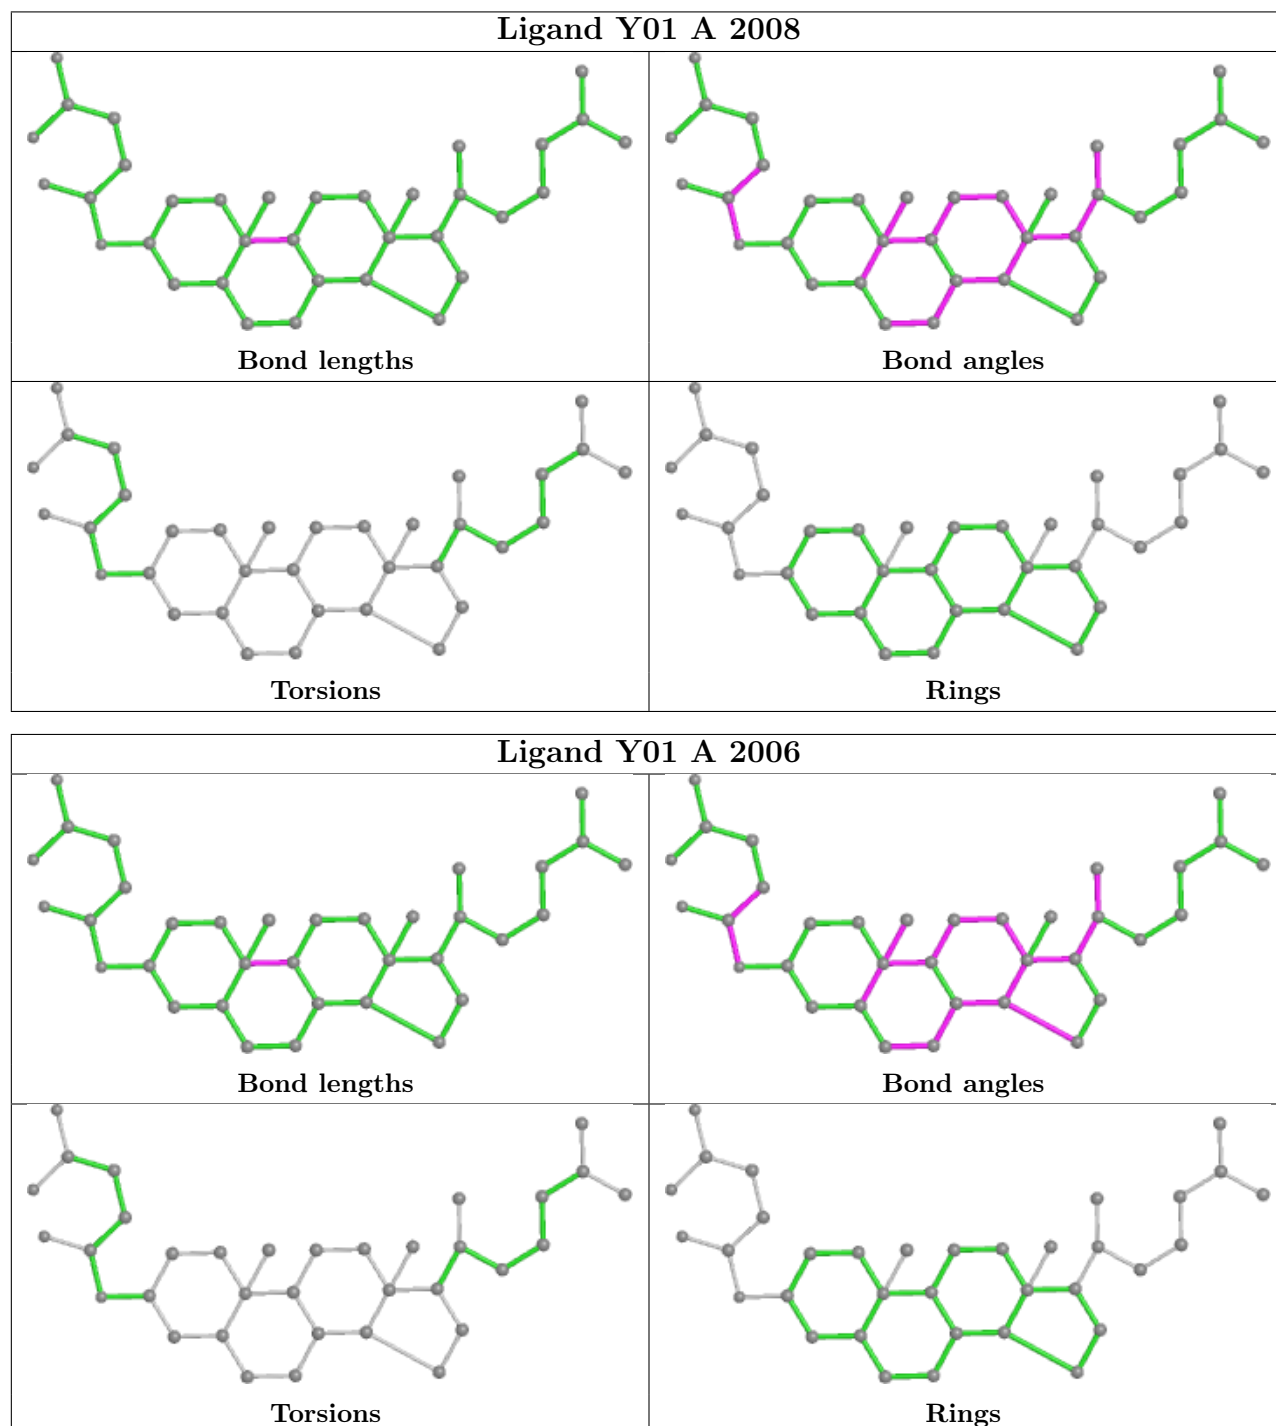 Ligand Y01 A 2008
Bond lengths
Bond angles
Torsions
Rings
Ligand Y01 A 2006
Bond lengths
Bond angles
Torsions
Rings